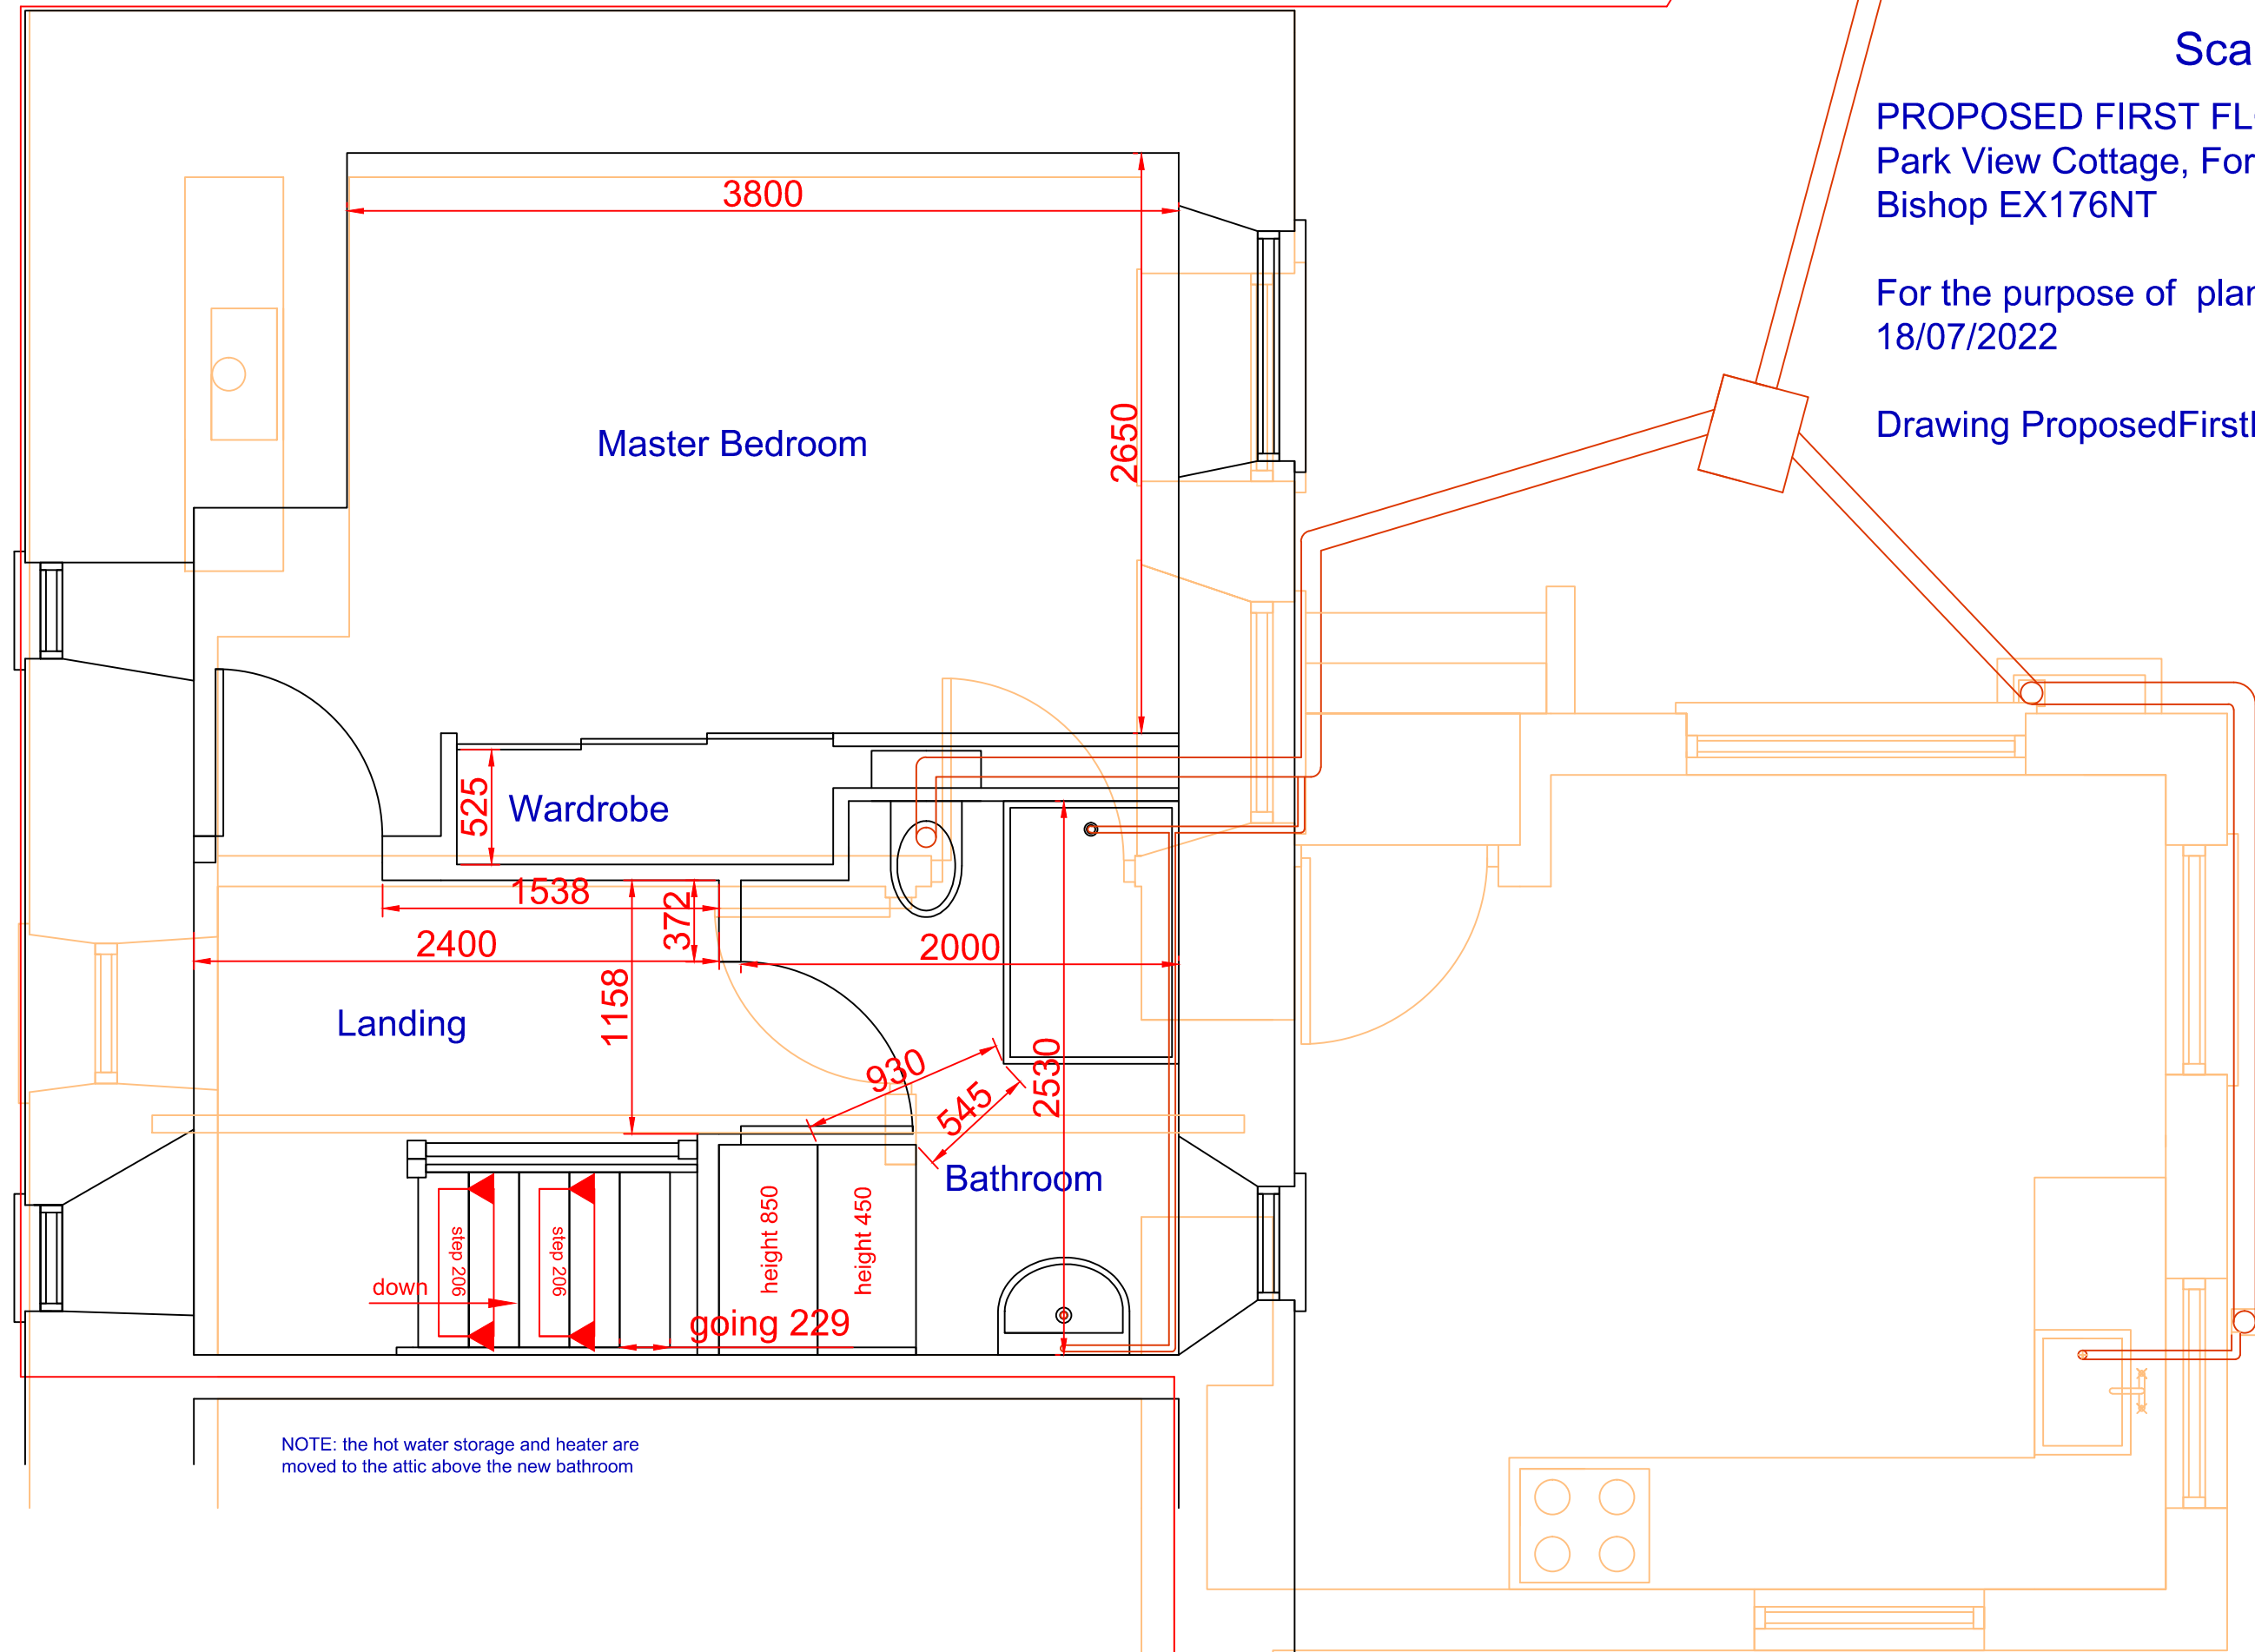 Sca
PROPOSED FIRST FL
Park View Cottage, For
Bishop EX176NT
For the purpose of plan
18/07/2022
Drawing ProposedFirst
3800
2650
Master Bedroom
525
Wardrobe
1538
372
2400
2000
1158
Landing
930
545
2530
Bathroom
step 206
step 206
height 850
height 450
down
going 229
NOTE: the hot water storage and heater are
moved to the attic above the new bathroom